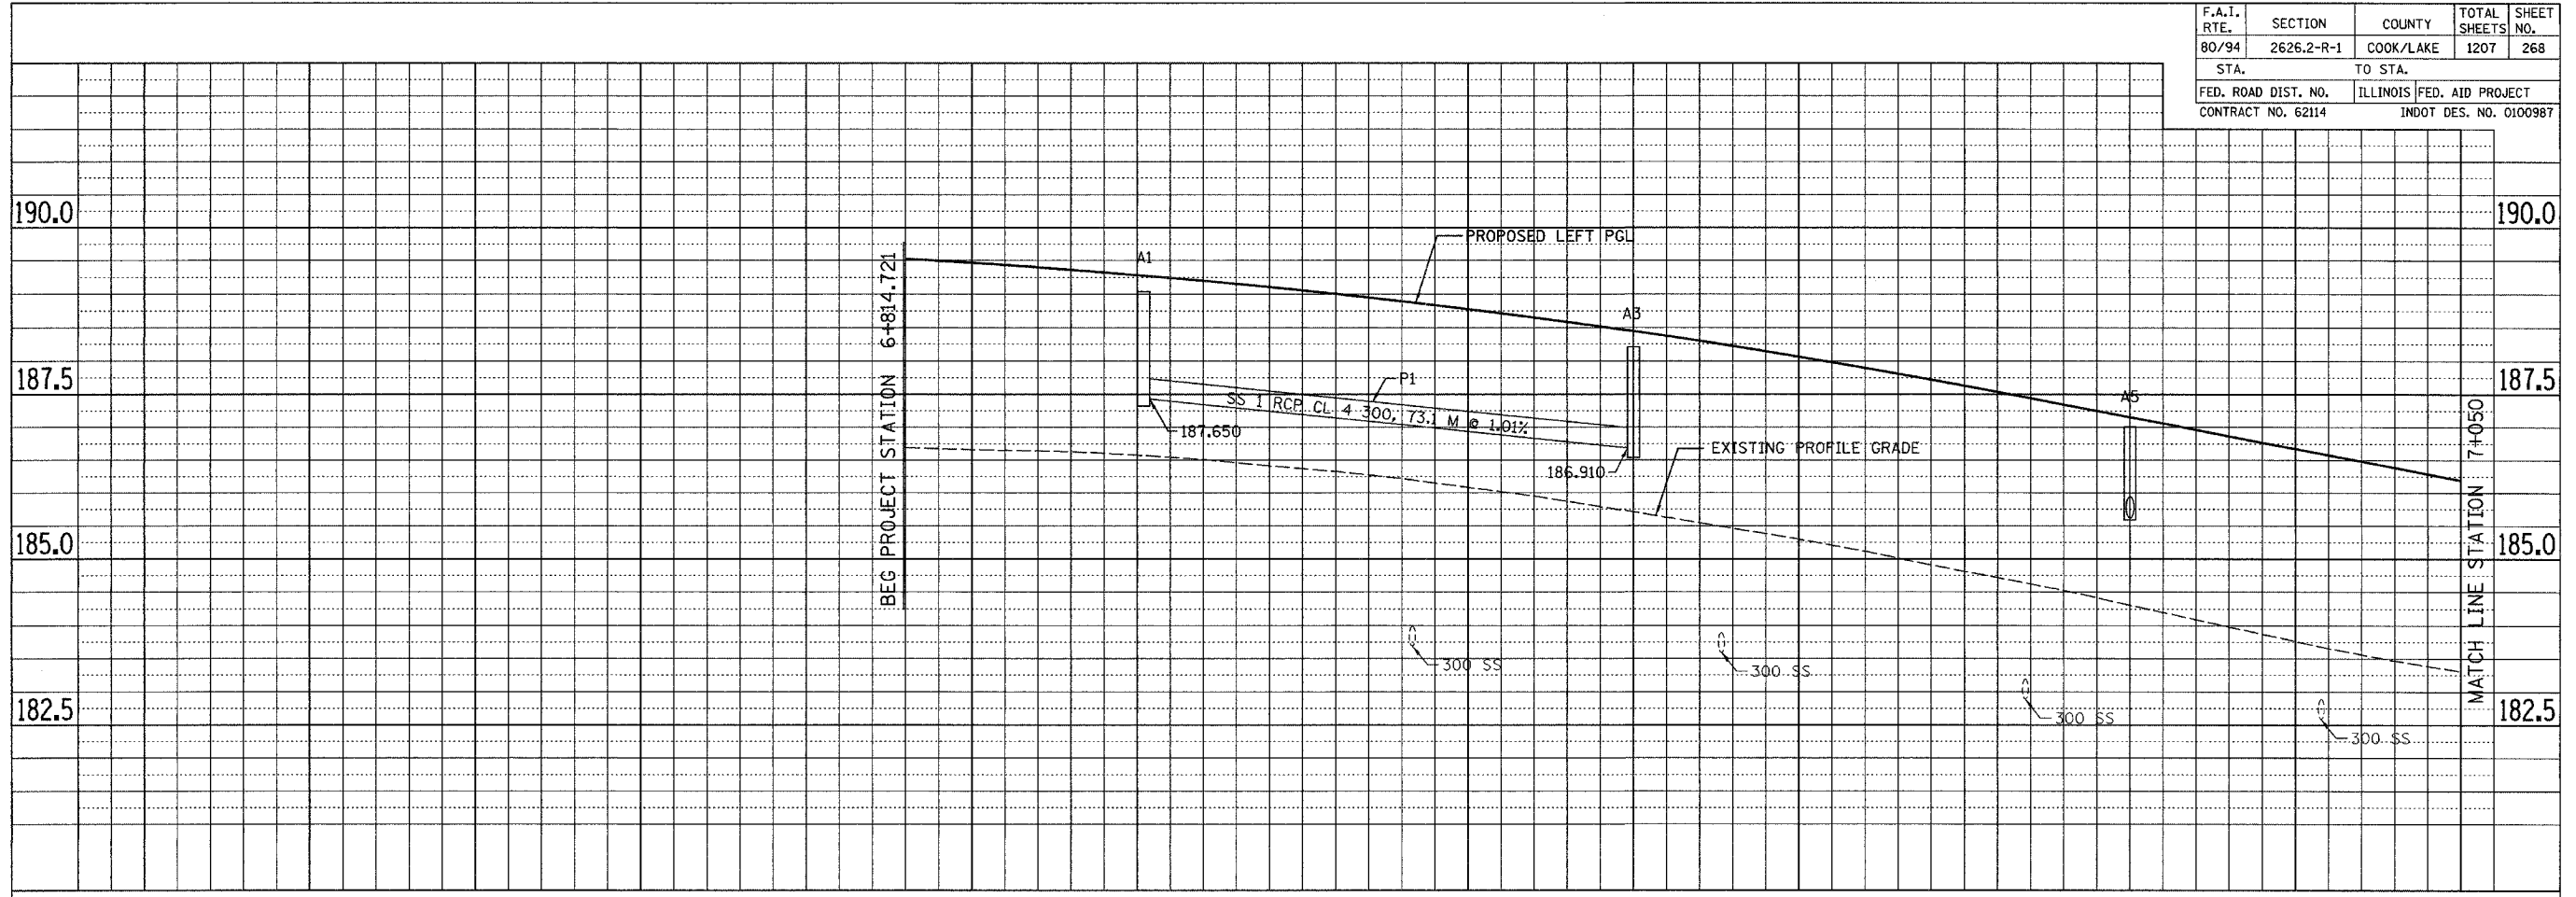 F.A.I. RTE. SECTION COUNTY TOTAL SHEETS SHEET NO.
80/94 2626.2-R-1 COOK/LAKE 1207 268
STA. TO STA.
FED. ROAD DIST. NO. ILLINOIS FED. AID PROJECT
CONTRACT NO. 62114 INDOT DES. NO. 0100987
190.0 190.0
PROPOSED LEFT PGL
A1
A3
187.5 187.5
P1
A5
SS 1 RCP CL 4 300, 73.1 M @ 1.01%
187.650
EXISTING PROFILE GRADE
186.910
BEG PROJECT STATION 6+814.721
MATCH LINE STATION 7+050
185.0 185.0
300 SS
300 SS
300 SS
300 SS
182.5 182.5